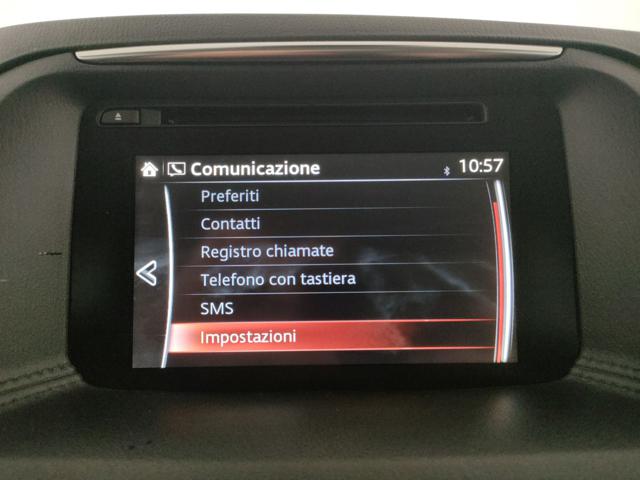 Comunicazione 10:57
Preferiti
Contatti
Registro chiamate
Telefono con tastiera
SMS
Impostazioni